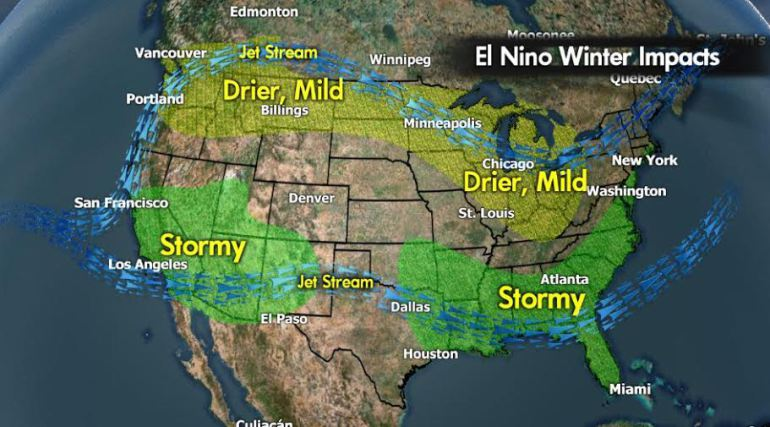 Edmonton
Moosonee
St. John's
Vancouver
Jet Stream
Winnipeg
El Nino Winter Impacts
Quebec
Portland
Drier, Mild
Billings
Minneapolis
Chicago
New York
Drier, Mild
Washington
San Francisco
Denver
St. Louis
Stormy
Los Angeles
Jet Stream
Atlanta
Stormy
Dallas
El Paso
Houston
Miami
Culiacán